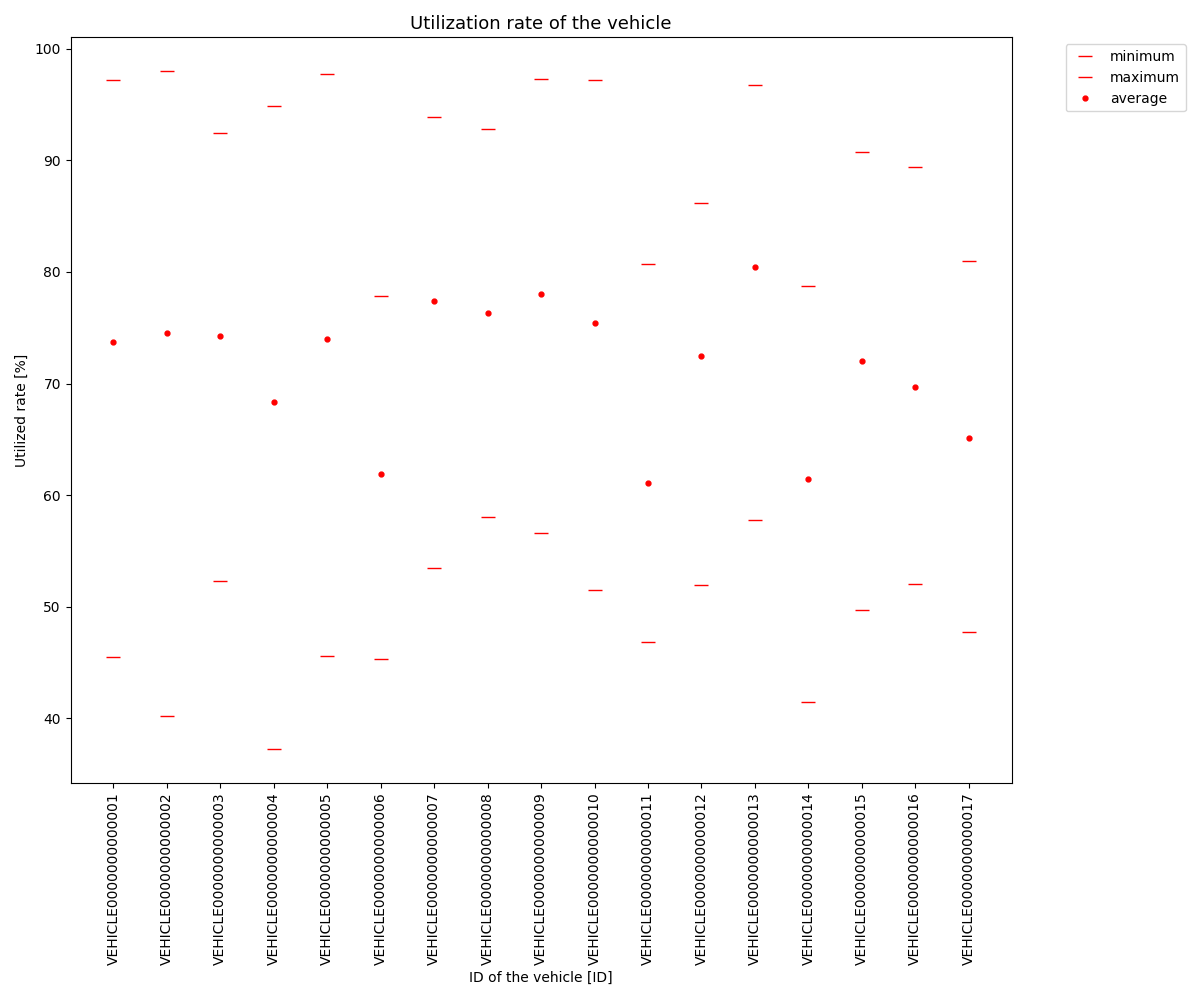 Utilization rate of the vehicle
minimum
maximum
average
Utilized rate [%]
100
90
80
70
60
50
40
VEHICLE0000000000001
VEHICLE0000000000002
VEHICLE0000000000003
VEHICLE0000000000004
VEHICLE0000000000005
VEHICLE0000000000006
VEHICLE0000000000007
VEHICLE0000000000008
VEHICLE0000000000009
VEHICLE0000000000010
VEHICLE0000000000011
VEHICLE0000000000012
VEHICLE0000000000013
VEHICLE0000000000014
VEHICLE0000000000015
VEHICLE0000000000016
VEHICLE0000000000017
ID of the vehicle [ID]